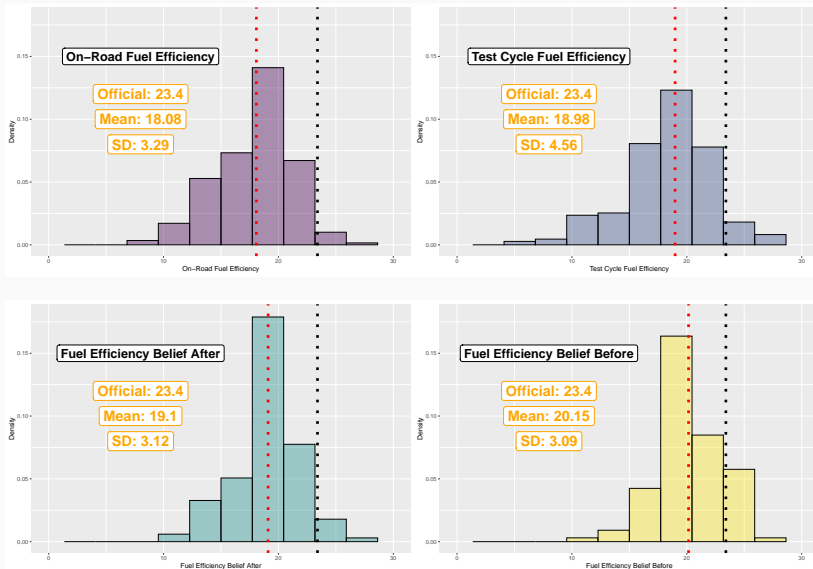 On−Road Fuel Efficiency
Official: 23.4
Mean: 18.08
SD: 3.29
Density
0.15
0.10
0.05
0.00
0
10
20
30
On−Road Fuel Efficiency
Test Cycle Fuel Efficiency
Official: 23.4
Mean: 18.98
SD: 4.56
Density
0.15
0.10
0.05
0.00
0
10
20
30
Test Cycle Fuel Efficiency
Fuel Efficiency Belief After
Official: 23.4
Mean: 19.1
SD: 3.12
Density
0.15
0.10
0.05
0.00
0
10
20
30
Fuel Efficiency Belief After
Fuel Efficiency Belief Before
Official: 23.4
Mean: 20.15
SD: 3.09
Density
0.15
0.10
0.05
0.00
0
10
20
30
Fuel Efficiency Belief Before